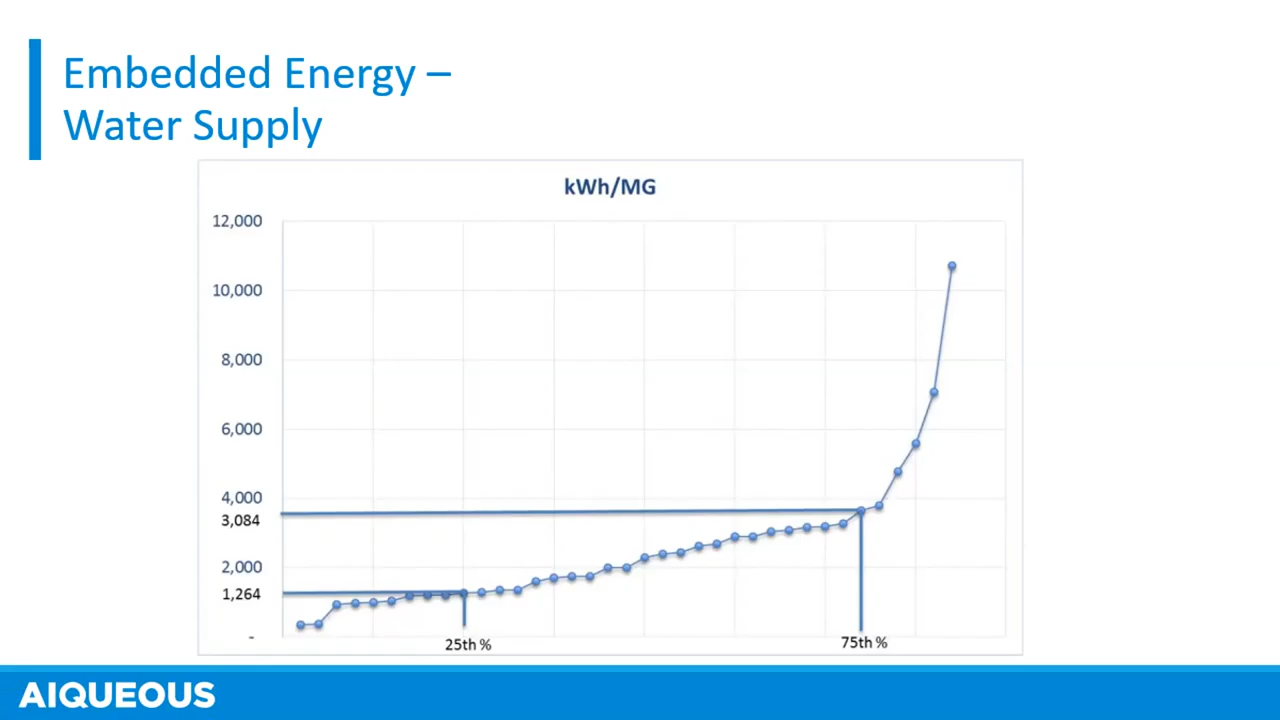 Embedded Energy –
Water Supply
kWh/MG
12,000
10,000
8,000
6,000
4,000
3,084
2,000
1,264
-
25th %
75th %
AIQUEOUS